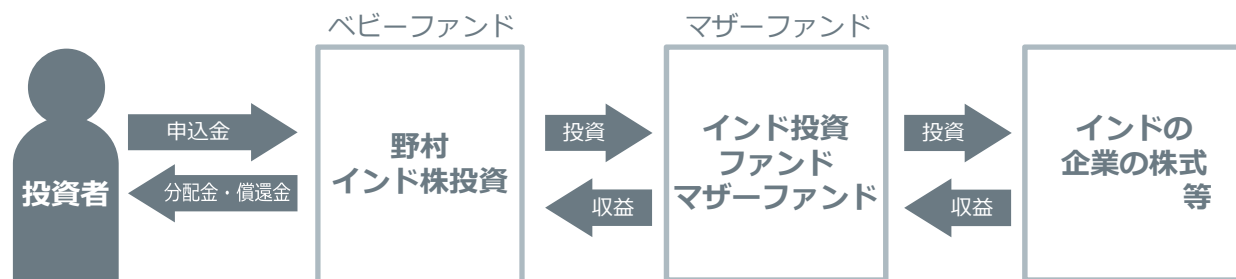 ベビーファンド
マザーファンド
投資者
申込金
分配金・償還金
野村
インド株投資
投資
収益
インド投資
ファンド
マザーファンド
投資
収益
インドの
企業の株式
等